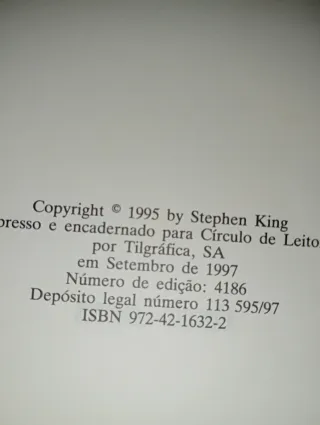 Copyright © 1995 by Stephen King
presso e encadernado para Círculo de Leito
por Tilgráfica, SA
em Setembro de 1997
Número de edição: 4186
Depósito legal número 113 595/97
ISBN 972-42-1632-2